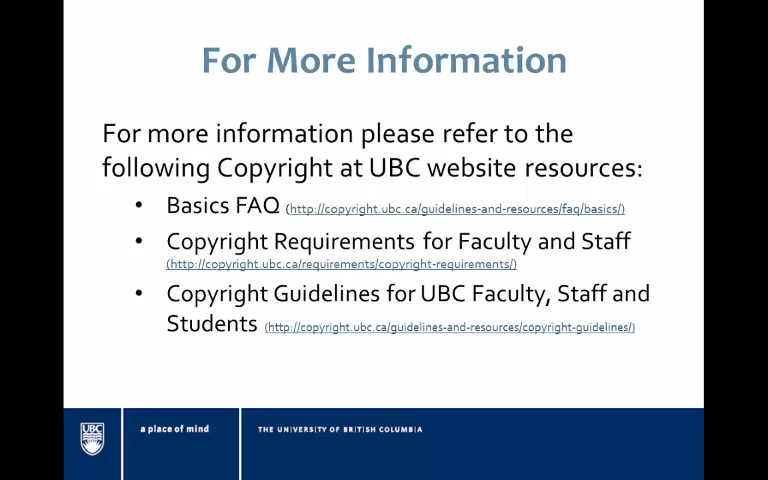 For More Information
For more information please refer to the
following Copyright at UBC website resources:
• Basics FAQ (http://copyright.ubc.ca/guidelines-and-resources/faq/basics/)
• Copyright Requirements for Faculty and Staff
(http://copyright.ubc.ca/requirements/copyright-requirements/)
• Copyright Guidelines for UBC Faculty, Staff and
Students (http://copyright.ubc.ca/guidelines-and-resources/copyright-guidelines/)
UBC a place of mind THE UNIVERSITY OF BRITISH COLUMBIA